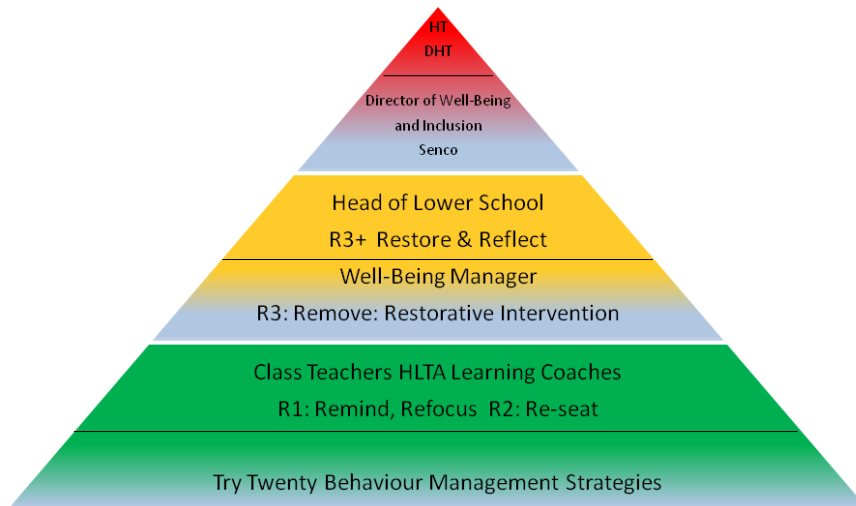 HT
DHT
Director of Well-Being
and Inclusion
Senco
Head of Lower School
R3+ Restore & Reflect
Well-Being Manager
R3: Remove: Restorative Intervention
Class Teachers HLTA Learning Coaches
R1: Remind, Refocus R2: Re-seat
Try Twenty Behaviour Management Strategies